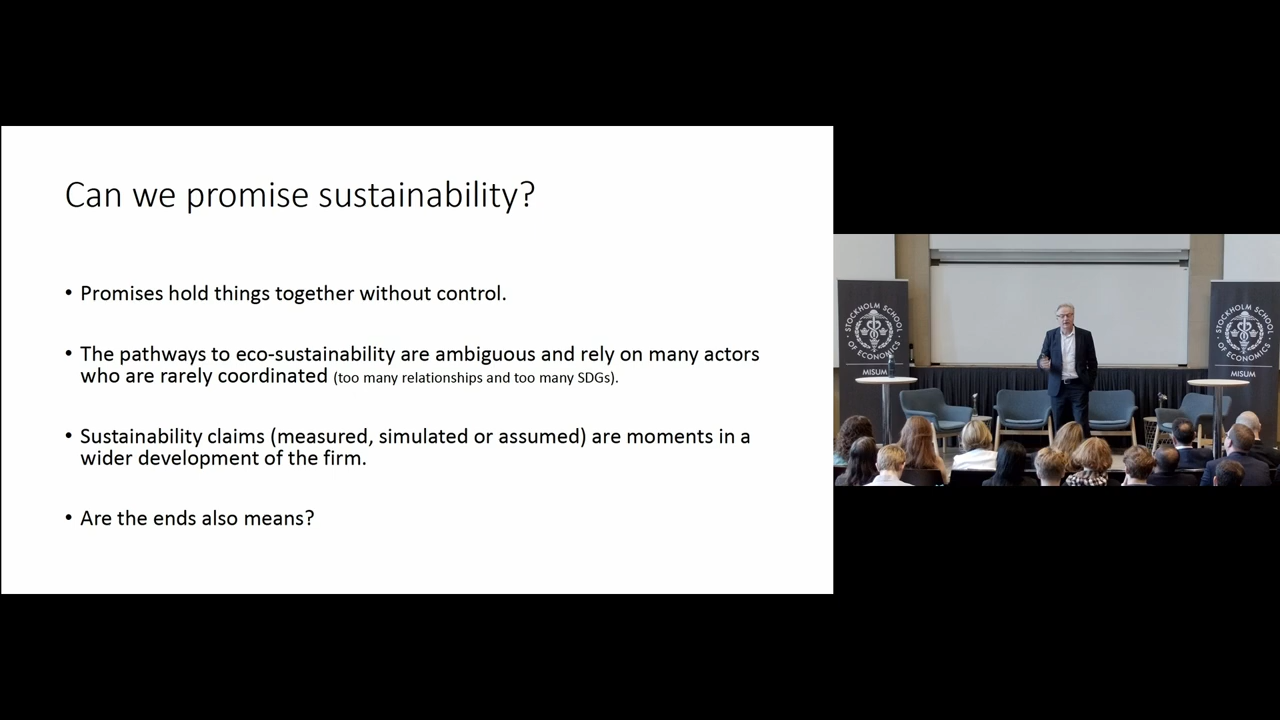 Can we promise sustainability?
• Promises hold things together without control.
• The pathways to eco-sustainability are ambiguous and rely on many actors
who are rarely coordinated (too many relationships and too many SDGs).
• Sustainability claims (measured, simulated or assumed) are moments in a
wider development of the firm.
• Are the ends also means?
STOCKHOLM SCHOOL
· OF ECONOMICS ·
MISUM
STOCKHOLM SCHOOL
· OF ECONOMICS ·
MISUM